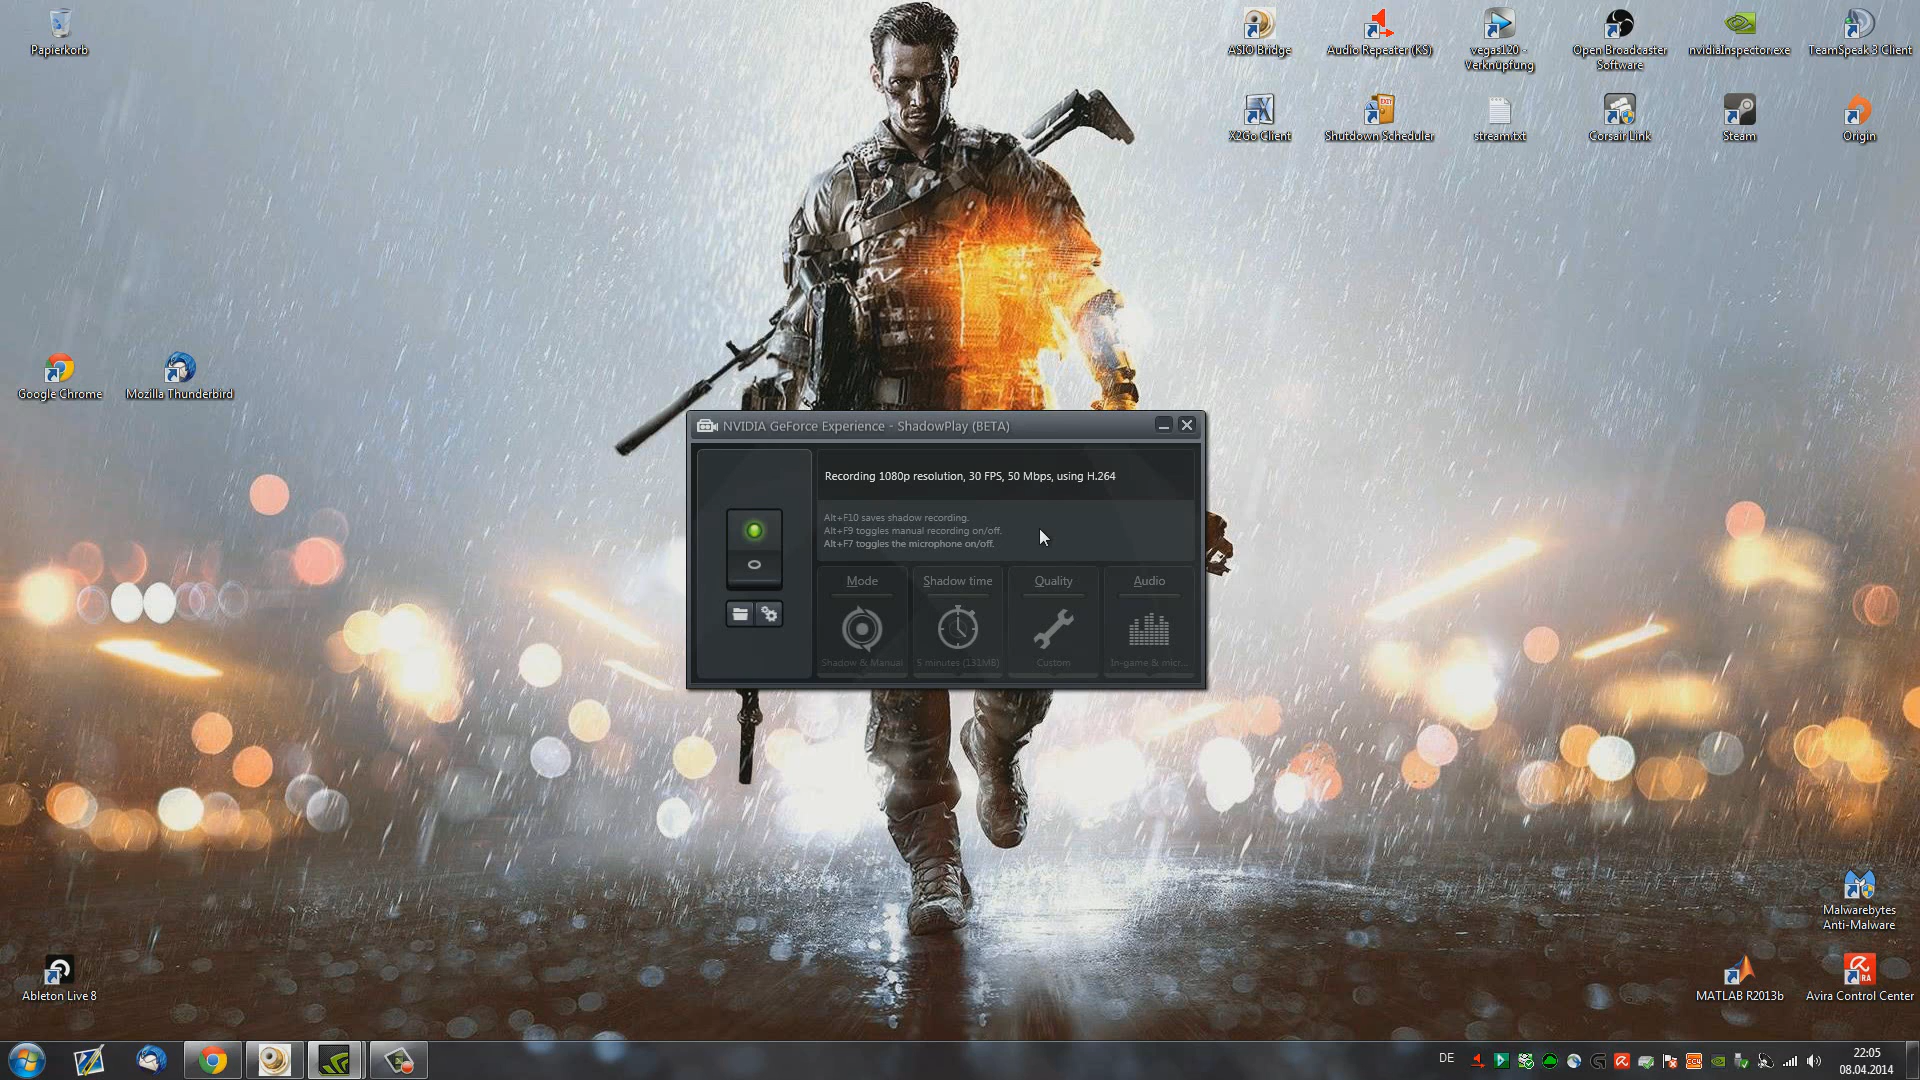 Papierkorb
ASIO Bridge
Audio Repeater (KS)
vegas120 -
Verknüpfung
Open Broadcaster
Software
nvidiaInspector.exe
TeamSpeak 3 Client
X2Go Client
Shutdown Scheduler
stream.txt
Corsair Link
Steam
Origin
Google Chrome
Mozilla Thunderbird
NVIDIA GeForce Experience - ShadowPlay (BETA)
Recording 1080p resolution, 30 FPS, 50 Mbps, using H.264
Alt+F10 saves shadow recording.
Alt+F9 toggles manual recording on/off.
Alt+F7 toggles the microphone on/off.
Mode
Shadow time
Quality
Audio
Shadow & Manual
5 minutes (131MB)
Custom
In-game & micr...
Malwarebytes
Anti-Malware
Ableton Live 8
MATLAB R2013b
Avira Control Center
DE
22:05
08.04.2014